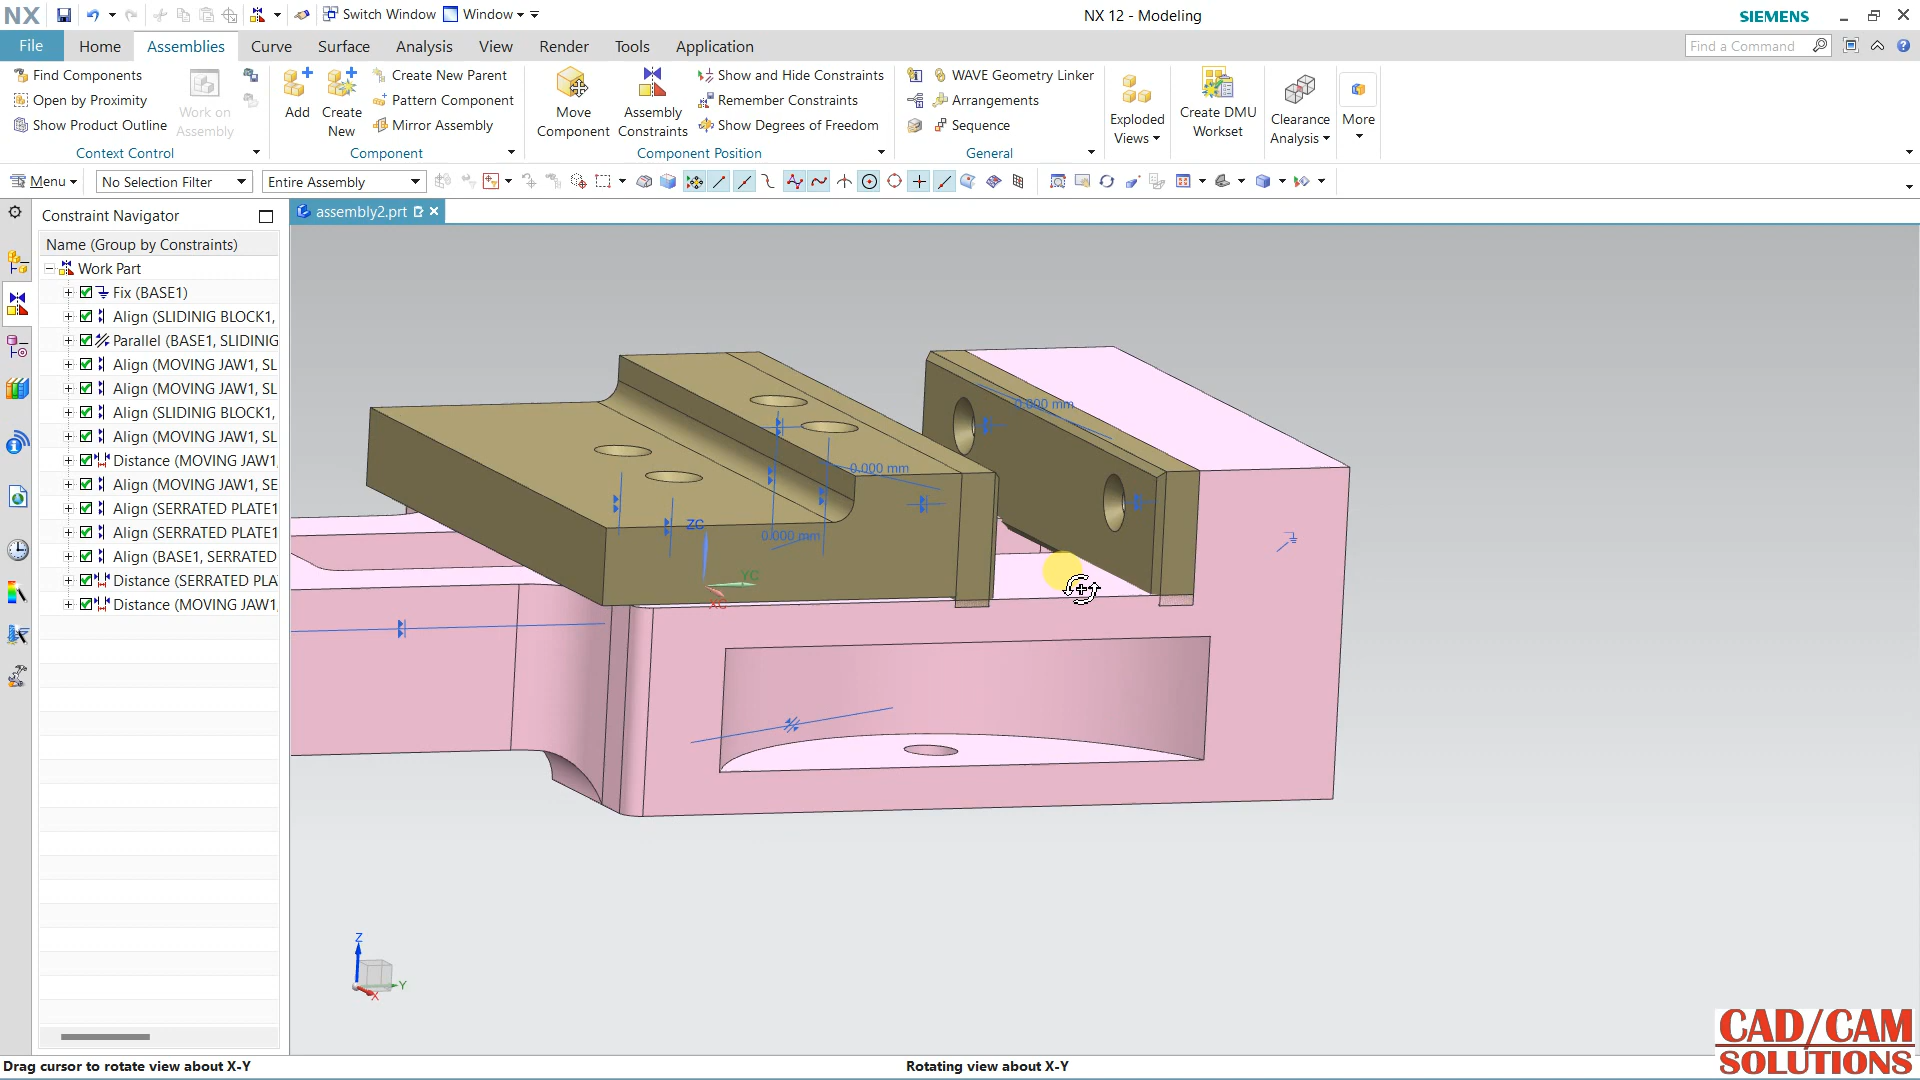 NX
Switch Window
Window
NX 12 - Modeling
SIEMENS
File
Home
Assemblies
Curve
Surface
Analysis
View
Render
Tools
Application
Find a Command
Find Components
Open by Proximity
Show Product Outline
Work on Assembly
Context Control
Add
Create New
Create New Parent
Pattern Component
Mirror Assembly
Component
Move Component
Assembly Constraints
Show and Hide Constraints
Remember Constraints
Show Degrees of Freedom
Component Position
WAVE Geometry Linker
Arrangements
Sequence
General
Exploded Views
Create DMU Workset
Clearance Analysis
More
Menu
No Selection Filter
Entire Assembly
Constraint Navigator
assembly2.prt
Name (Group by Constraints)
Work Part
Fix (BASE1)
Align (SLIDINIG BLOCK1,
Parallel (BASE1, SLIDINIG
Align (MOVING JAW1, SL
Align (MOVING JAW1, SL
Align (SLIDINIG BLOCK1,
Align (MOVING JAW1, SL
Distance (MOVING JAW1,
Align (MOVING JAW1, SE
Align (SERRATED PLATE1
Align (SERRATED PLATE1
Align (BASE1, SERRATED
Distance (SERRATED PLA
Distance (MOVING JAW1,
0.000 mm
0.000 mm
0.000 mm
ZC
YC
XC
Z
Y
X
CAD/CAM
SOLUTIONS
Drag cursor to rotate view about X-Y
Rotating view about X-Y